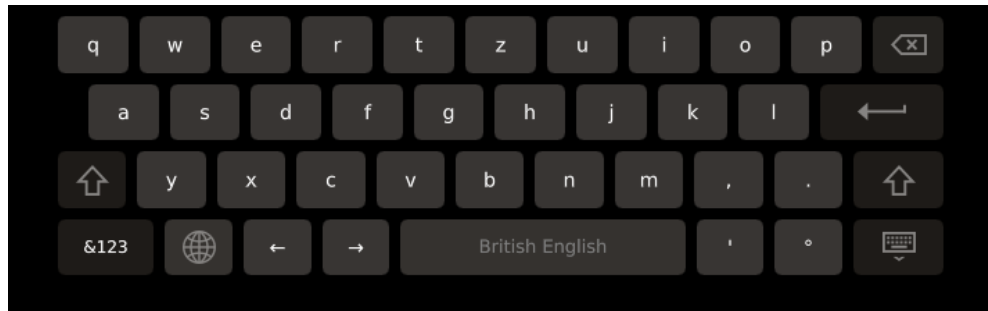 q w e r t z u i o p
a s d f g h j k l
y x c v b n m , .
&123 ← → British English ' °